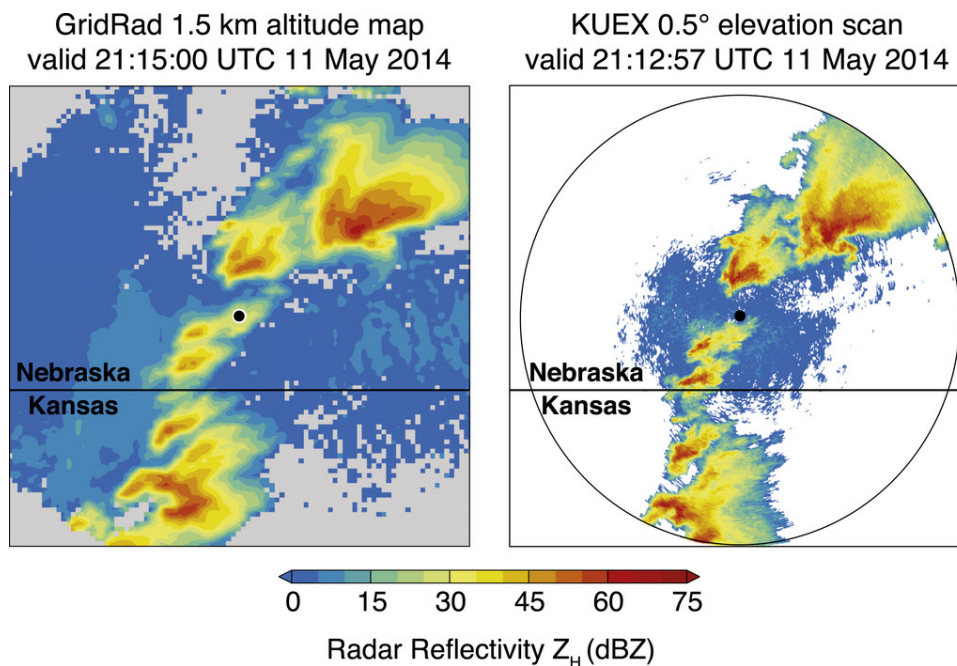 GridRad 1.5 km altitude map
valid 21:15:00 UTC 11 May 2014
KUEX 0.5° elevation scan
valid 21:12:57 UTC 11 May 2014
Nebraska
Kansas
Nebraska
Kansas
0 15 30 45 60 75
Radar Reflectivity Z_H (dBZ)